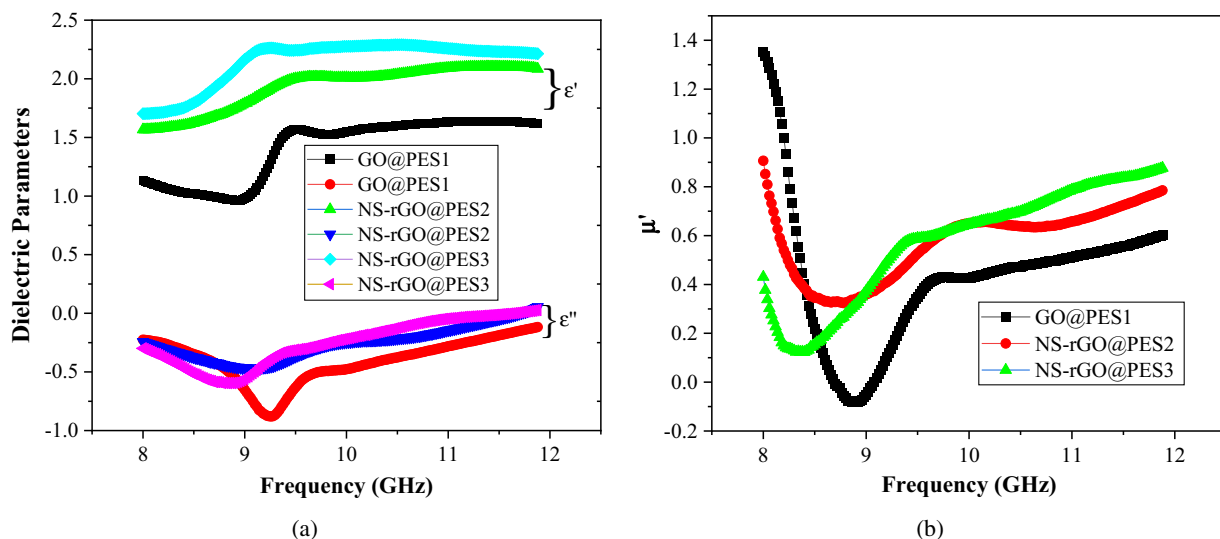 2.5
2.0
1.5
1.0
0.5
0.0
-0.5
-1.0
Dielectric Parameters
ε'
GO@PES1
GO@PES1
NS-rGO@PES2
NS-rGO@PES2
NS-rGO@PES3
NS-rGO@PES3
ε"
8 9 10 11 12
Frequency (GHz)
(a)
1.4
1.2
1.0
0.8
0.6
0.4
0.2
0.0
-0.2
μ'
GO@PES1
NS-rGO@PES2
NS-rGO@PES3
8 9 10 11 12
Frequency (GHz)
(b)